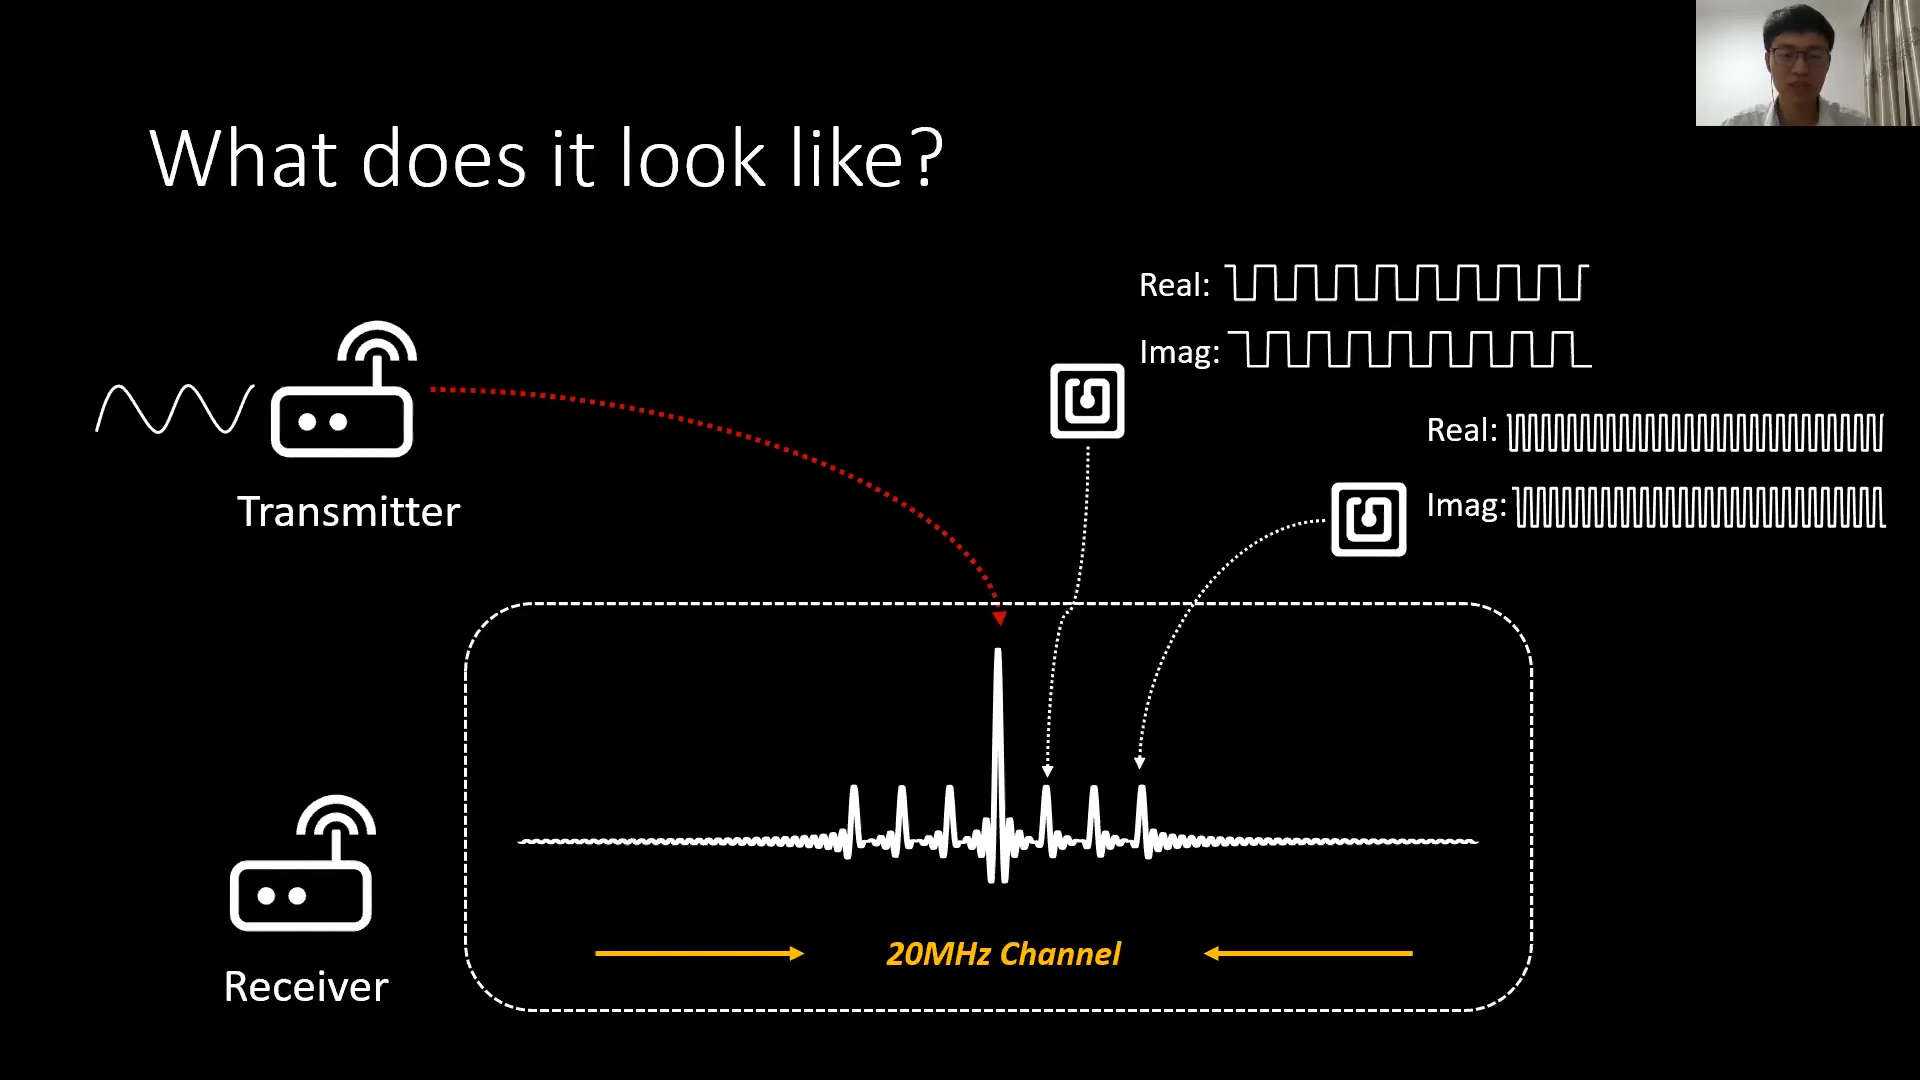 What does it look like?
Real:
Imag:
Real:
Imag:
Transmitter
20MHz Channel
Receiver